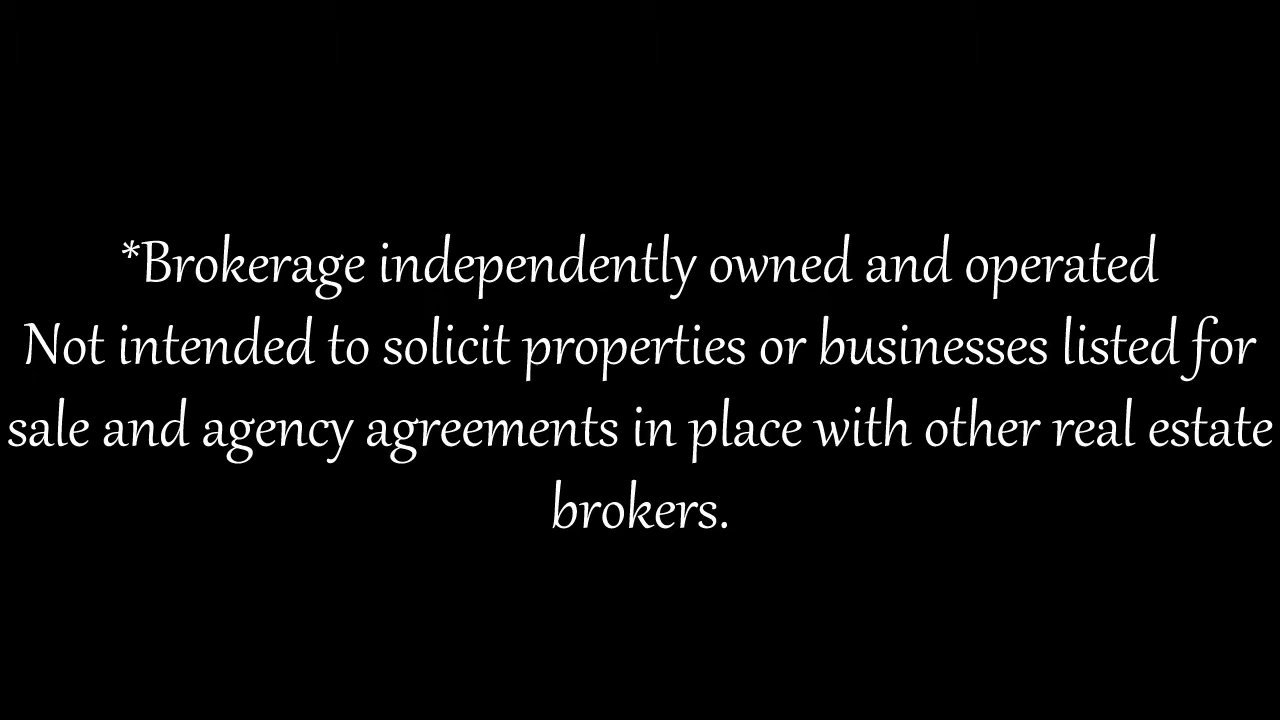 *Brokerage independently owned and operated
Not intended to solicit properties or businesses listed for
sale and agency agreements in place with other real estate
brokers.